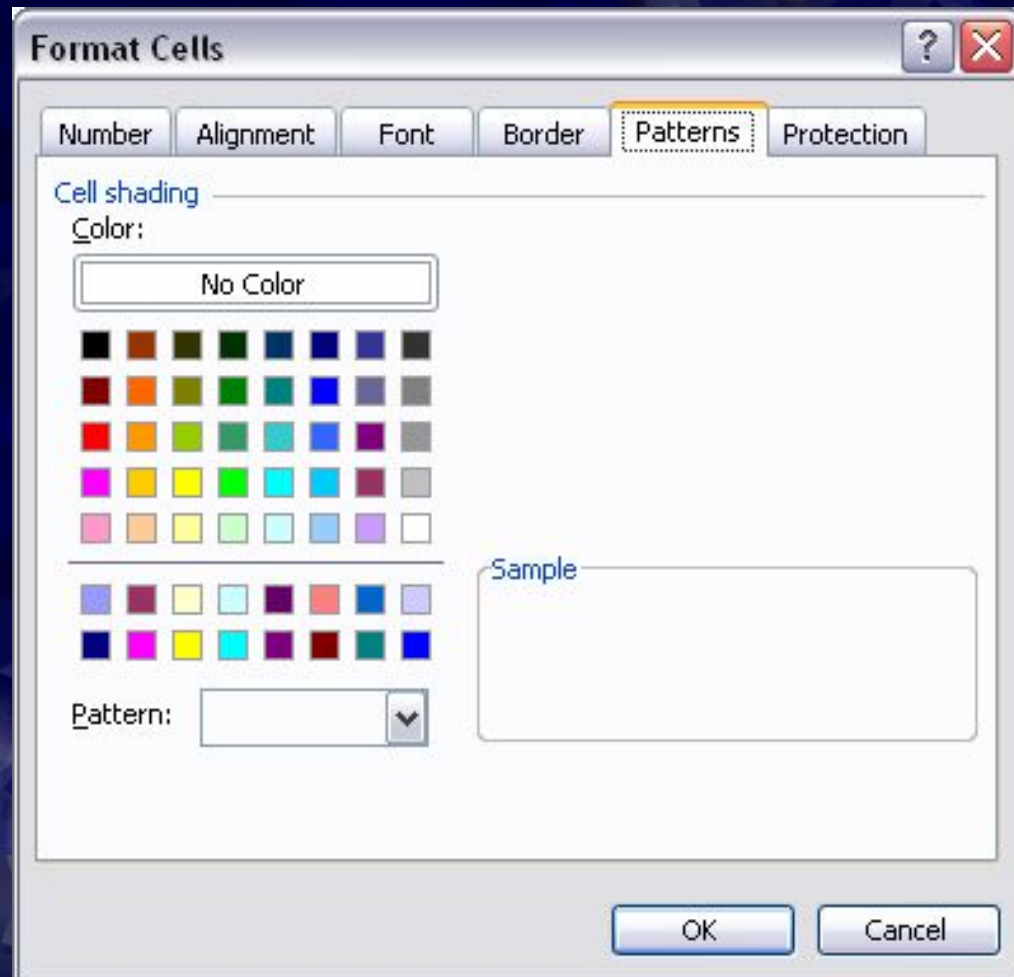 Format Cells
?
Number Alignment Font Border Patterns Protection
Cell shading
Color:
No Color
Sample
Pattern:
OK Cancel